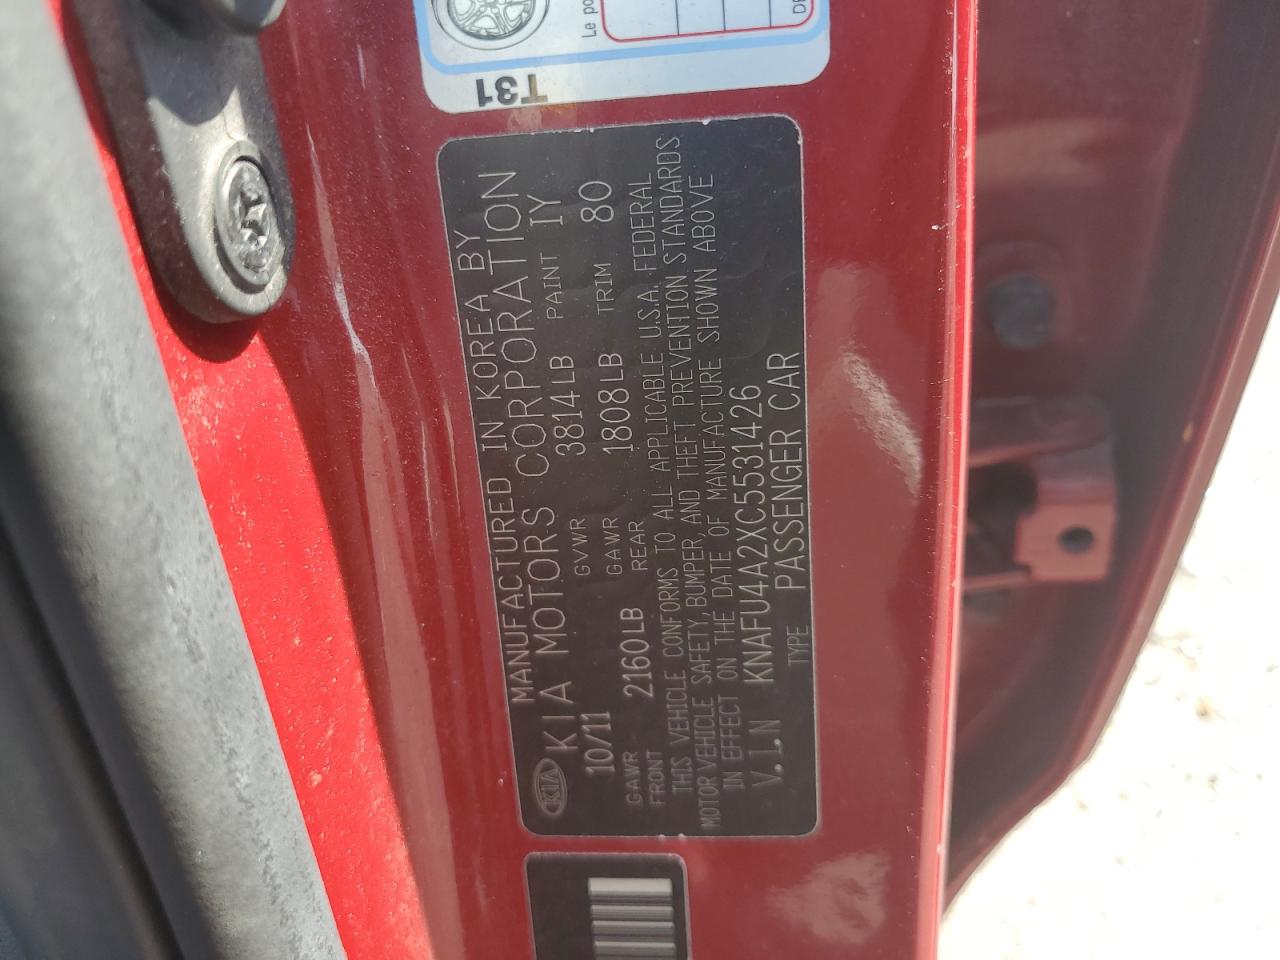 MANUFACTURED IN KOREA BY
KIA KIA MOTORS CORPORATION
10/11 GVWR 3814LB PAINT IY
GAWR FRONT 2160LB GAWR REAR 1808LB TRIM 80
THIS VEHICLE CONFORMS TO ALL APPLICABLE U.S.A. FEDERAL
MOTOR VEHICLE SAFETY, BUMPER, AND THEFT PREVENTION STANDARDS
IN EFFECT ON THE DATE OF MANUFACTURE SHOWN ABOVE
V.I.N KNAFU4A2XC5531426
TYPE PASSENGER CAR
T31
Le